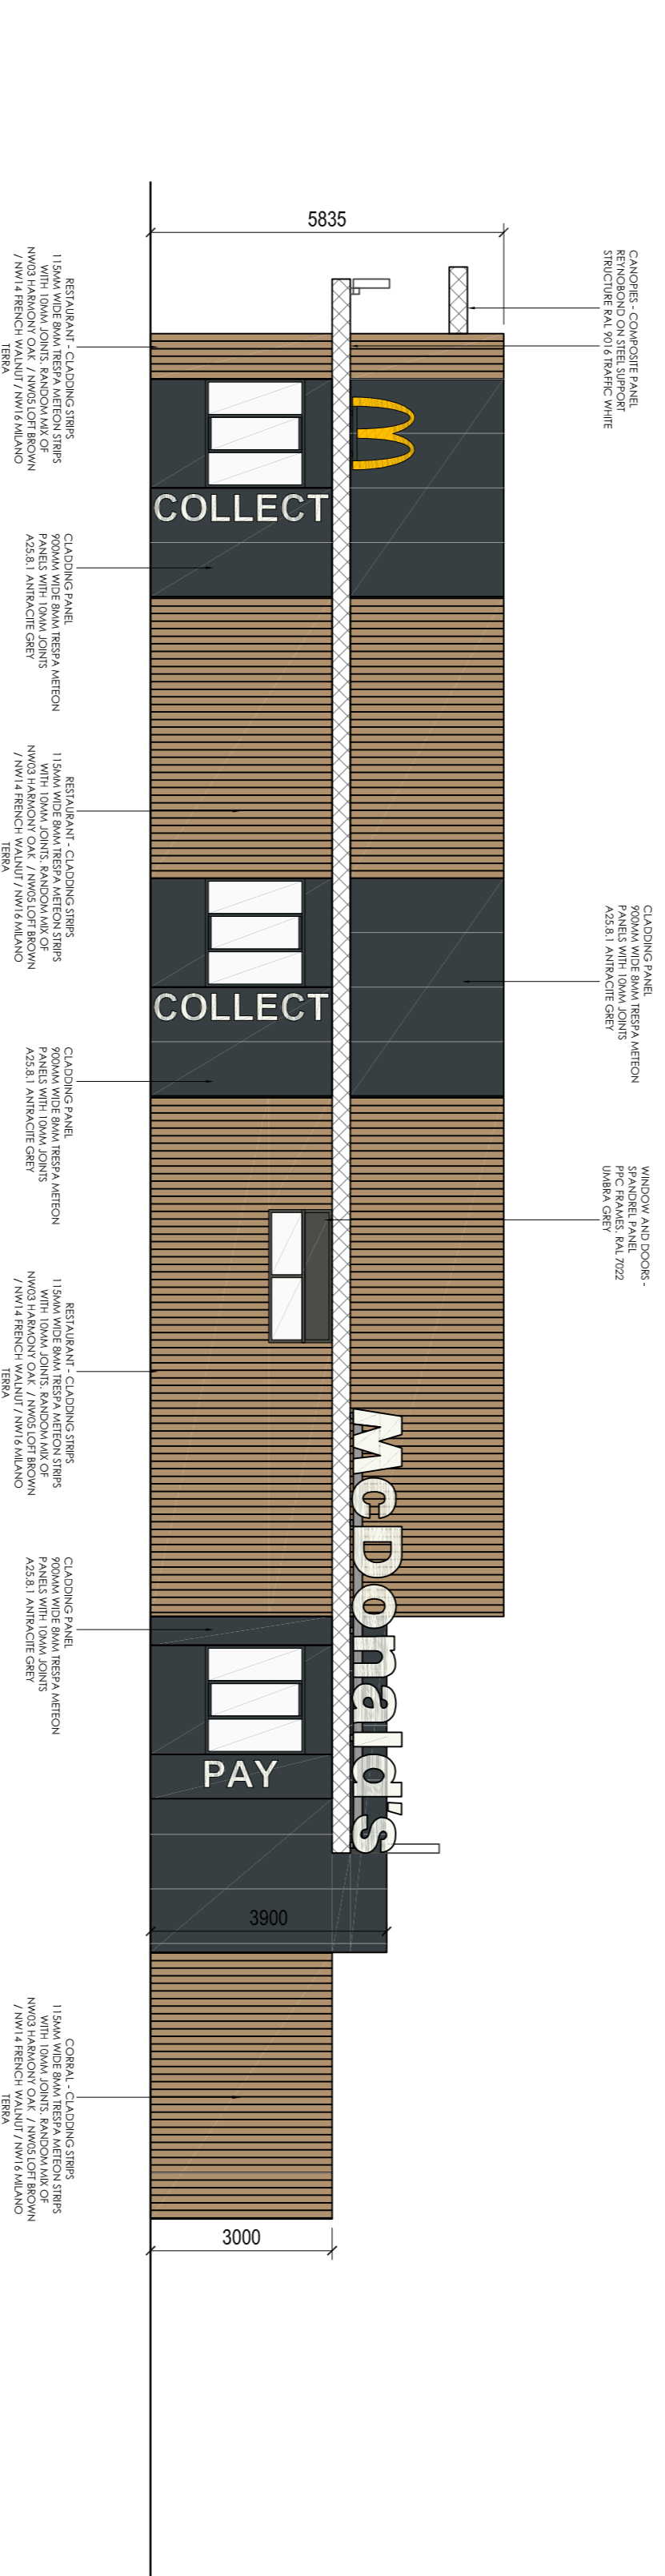 CANOPIES - COMPOSITE PANEL
REYNOBOND ON STEEL SUPPORT
STRUCTURE RAL 9016 TRAFFIC WHITE
CLADDING PANEL
900MM WIDE 8MM TRESPA METEON
PANELS WITH 10MM JOINTS
A25.8.1 ANTRACITE GREY
WINDOW AND DOORS -
SPANDREL PANEL
PPC FRAMES, RAL 7022
UMBRA GREY
5835
COLLECT
COLLECT
McDonald's
PAY
3900
3000
RESTAURANT - CLADDING STRIPS
115MM WIDE 8MM TRESPA METEON STRIPS
WITH 10MM JOINTS. RANDOM MIX OF
NW03 HARMONY OAK / NW05 LOFT BROWN
/ NW14 FRENCH WALNUT / NW16 MILANO
TERRA
CLADDING PANEL
900MM WIDE 8MM TRESPA METEON
PANELS WITH 10MM JOINTS
A25.8.1 ANTRACITE GREY
RESTAURANT - CLADDING STRIPS
115MM WIDE 8MM TRESPA METEON STRIPS
WITH 10MM JOINTS. RANDOM MIX OF
NW03 HARMONY OAK / NW05 LOFT BROWN
/ NW14 FRENCH WALNUT / NW16 MILANO
TERRA
CLADDING PANEL
900MM WIDE 8MM TRESPA METEON
PANELS WITH 10MM JOINTS
A25.8.1 ANTRACITE GREY
RESTAURANT - CLADDING STRIPS
115MM WIDE 8MM TRESPA METEON STRIPS
WITH 10MM JOINTS. RANDOM MIX OF
NW03 HARMONY OAK / NW05 LOFT BROWN
/ NW14 FRENCH WALNUT / NW16 MILANO
TERRA
CLADDING PANEL
900MM WIDE 8MM TRESPA METEON
PANELS WITH 10MM JOINTS
A25.8.1 ANTRACITE GREY
CORRAL - CLADDING STRIPS
115MM WIDE 8MM TRESPA METEON STRIPS
WITH 10MM JOINTS. RANDOM MIX OF
NW03 HARMONY OAK / NW05 LOFT BROWN
/ NW14 FRENCH WALNUT / NW16 MILANO
TERRA